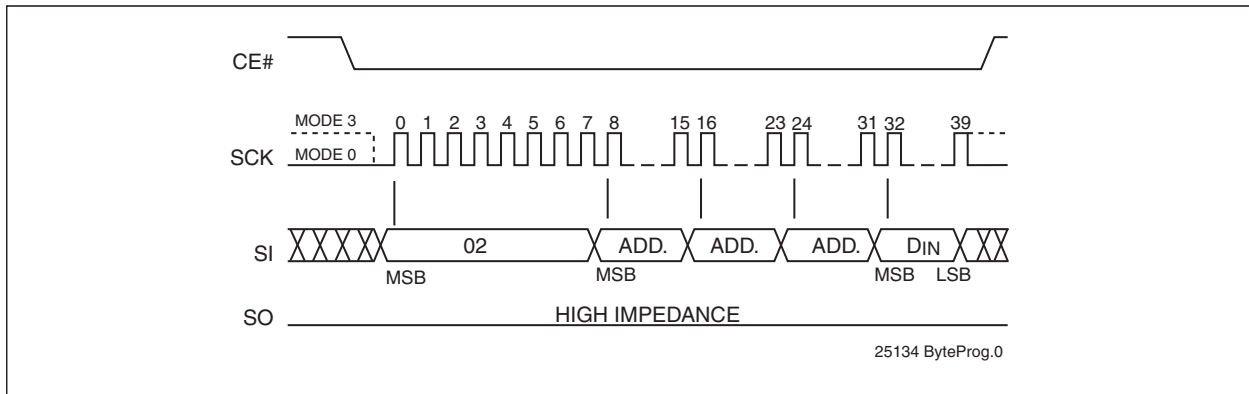 CE#
MODE 3
0 1 2 3 4 5 6 7 8 15 16 23 24 31 32 39
SCK
MODE 0
SI
02 ADD. ADD. ADD. DIN
MSB MSB MSB LSB
SO
HIGH IMPEDANCE
25134 ByteProg.0